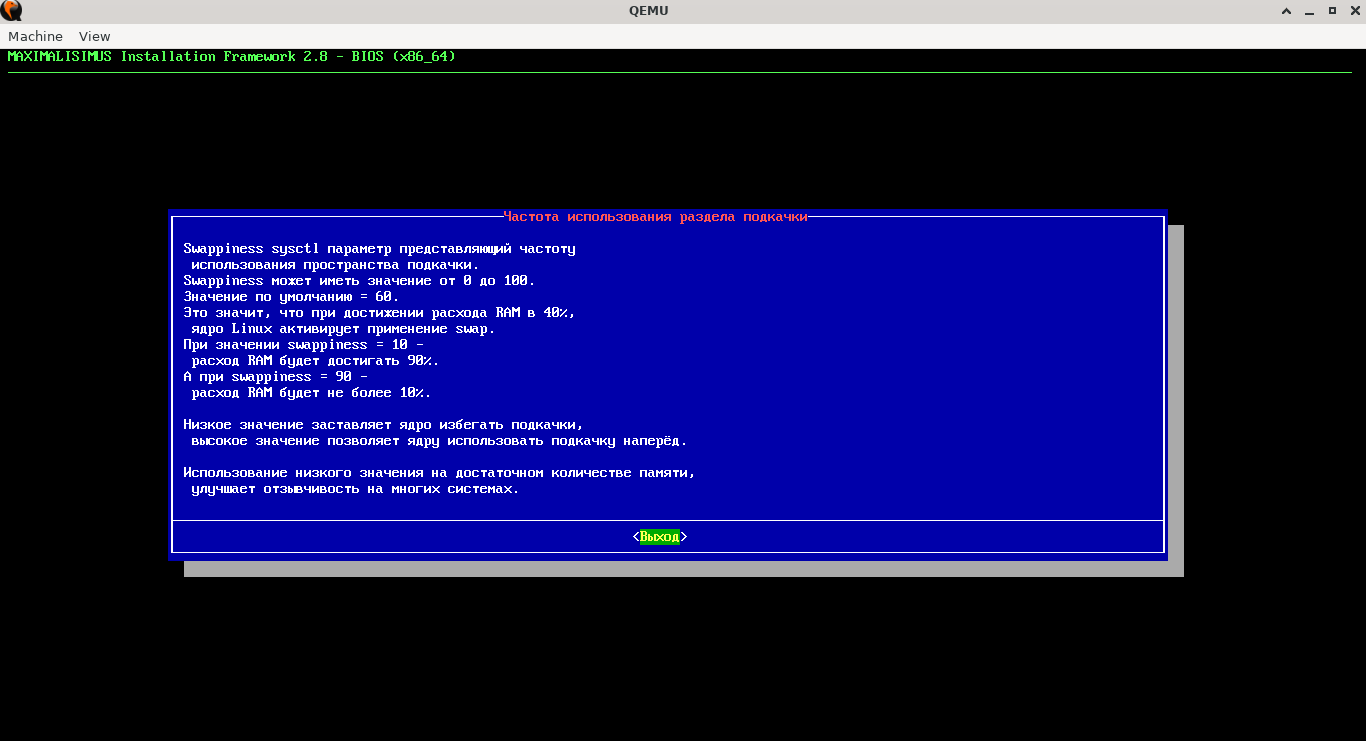 QEMU
Machine View
MAXIMALISIMUS Installation Framework 2.8 - BIOS (x86_64)
Частота использования раздела подкачки
Swappiness sysctl параметр представляющий частоту
использования пространства подкачки.
Swappiness может иметь значение от 0 до 100.
Значение по умолчанию = 60.
Это значит, что при достижении расхода RAM в 40%,
ядро Linux активирует применение swap.
При значении swappiness = 10 -
расход RAM будет достигать 90%.
А при swappiness = 90 -
расход RAM будет не более 10%.
Низкое значение заставляет ядро избегать подкачки,
высокое значение позволяет ядру использовать подкачку наперёд.
Использование низкого значения на достаточном количестве памяти,
улучшает отзывчивость на многих системах.
<Выход>